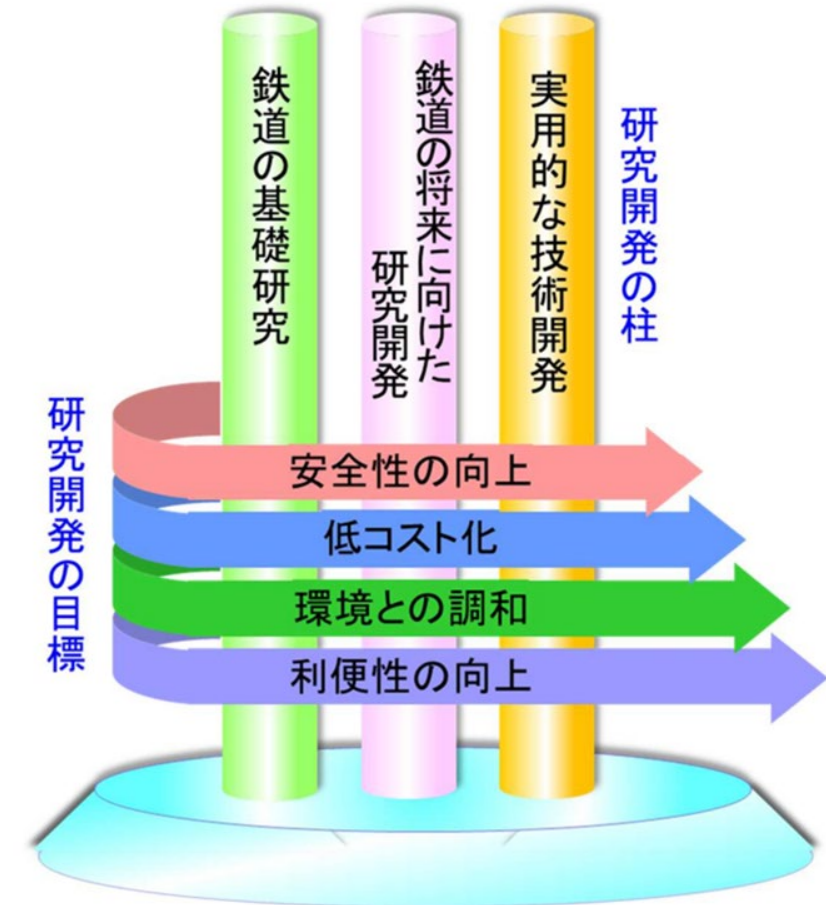 鉄道の基礎研究
鉄道の将来に向けた
研究開発
実用的な技術開発
研究開発の柱
研究開発の目標
安全性の向上
低コスト化
環境との調和
利便性の向上